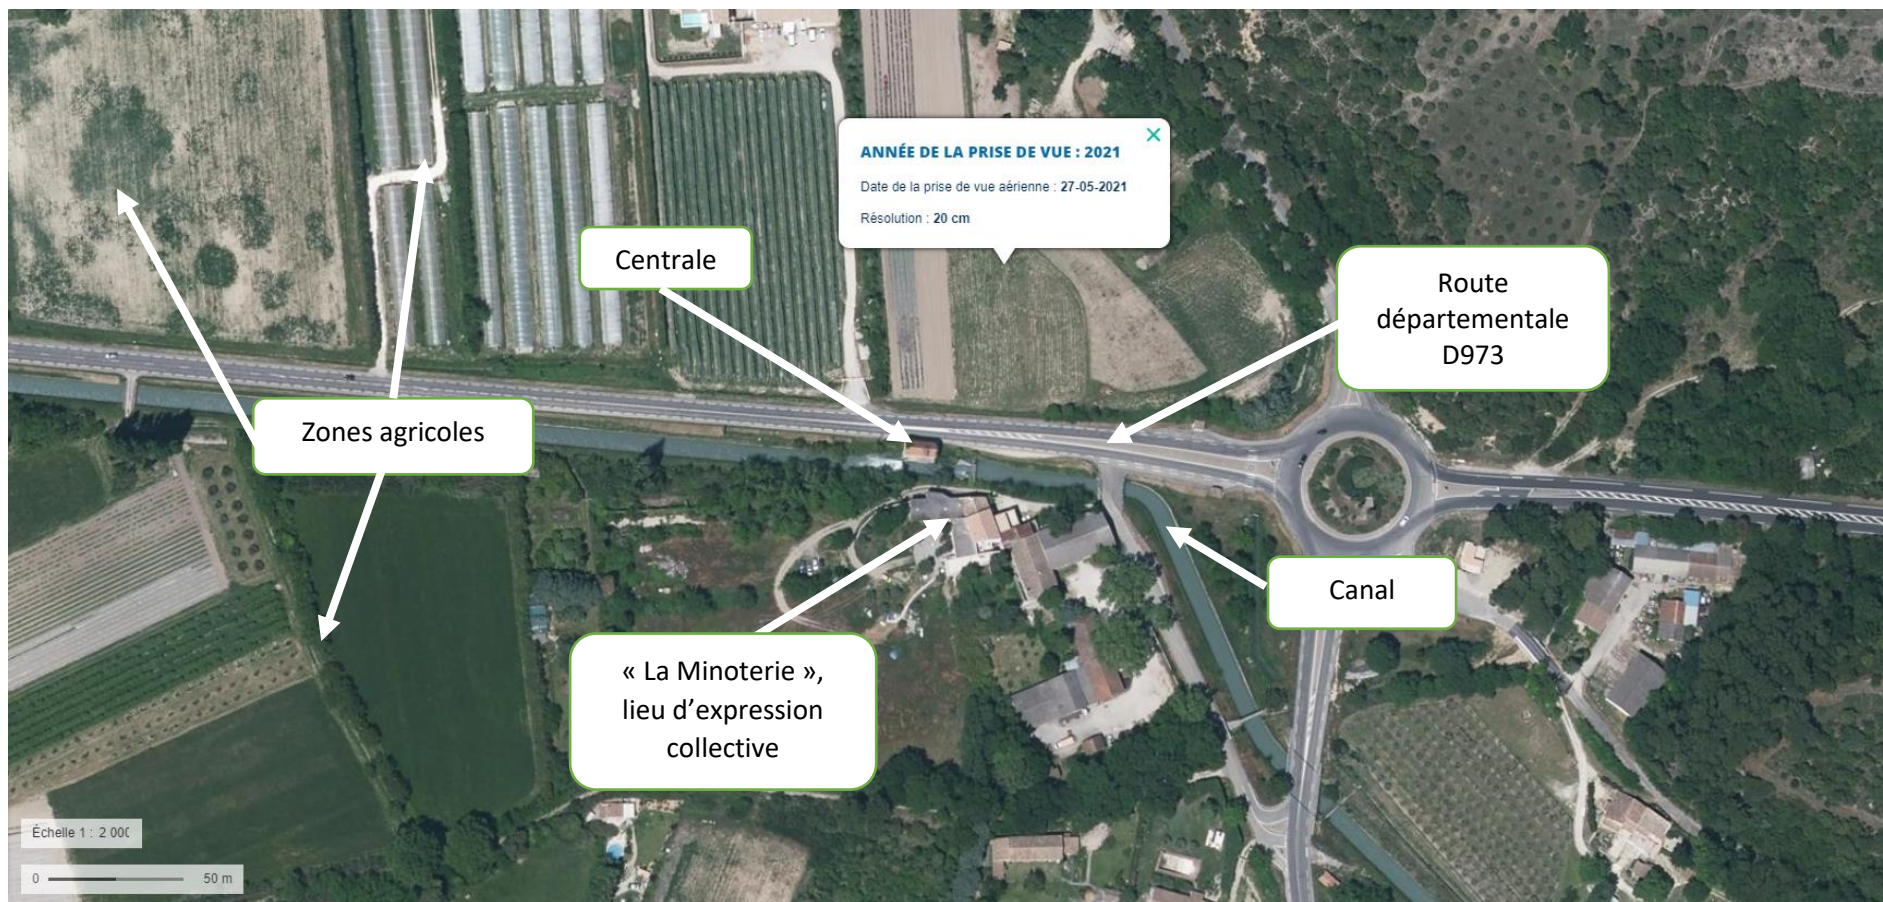 ANNÉE DE LA PRISE DE VUE : 2021
Date de la prise de vue aérienne : 27-05-2021
Résolution : 20 cm
Centrale
Route
départementale
D973
Zones agricoles
Canal
« La Minoterie »,
lieu d’expression
collective
Échelle 1 : 2 000
0 50 m